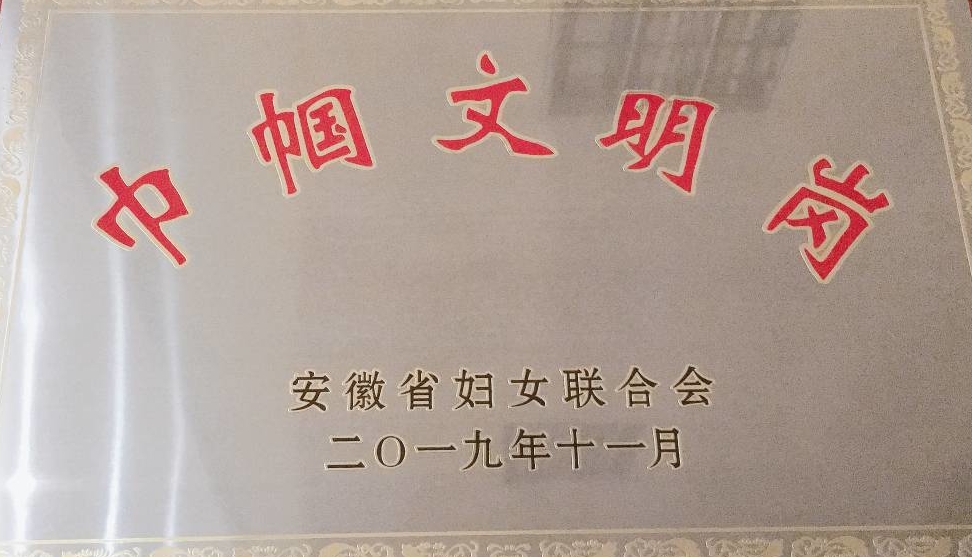 巾帼文明岗
安徽省妇女联合会
二〇一九年十一月